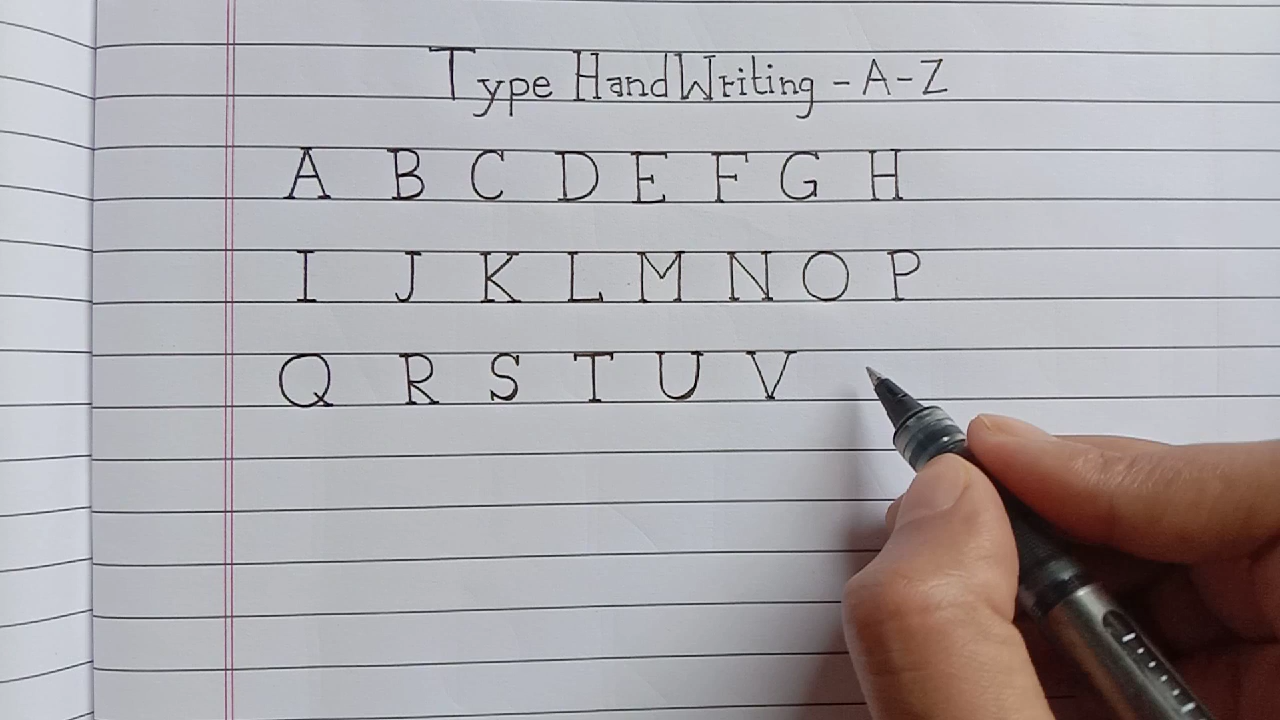 Type HandWriting - A-Z
A B C D E F G H
I J K L M N O P
Q R S T U V